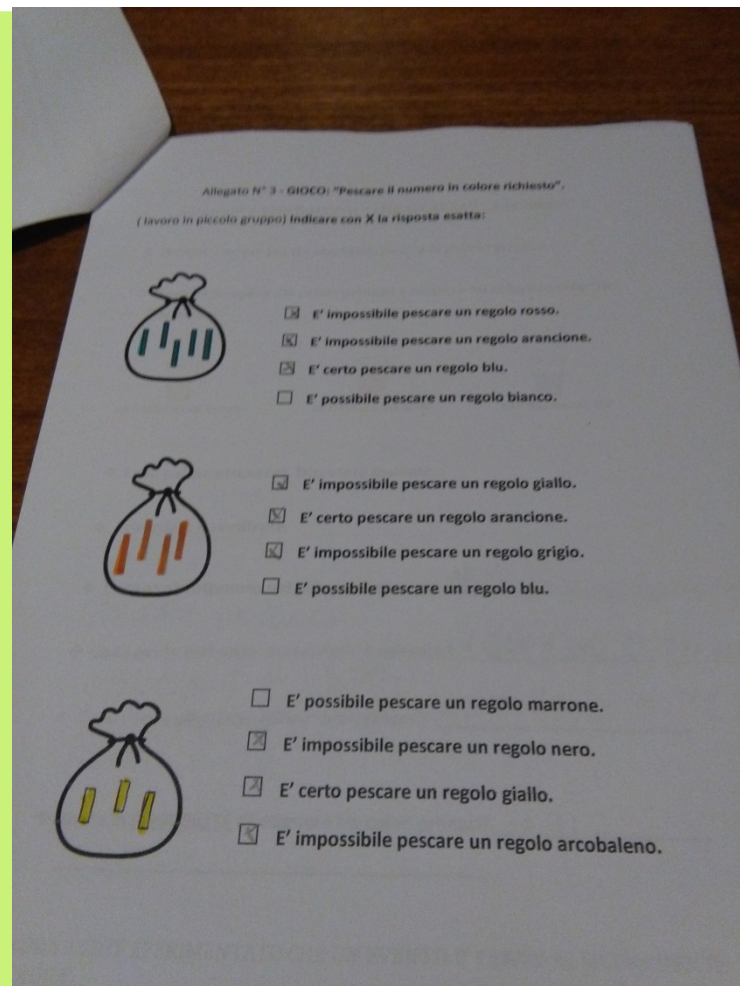 Allegato N° 3 - GIOCO: "Pescare il numero in colore richiesto".
( lavoro in piccolo gruppo) Indicare con X la risposta esatta:
E' impossibile pescare un regolo rosso.
E' impossibile pescare un regolo arancione.
E' certo pescare un regolo blu.
E' possibile pescare un regolo bianco.
E' impossibile pescare un regolo giallo.
E' certo pescare un regolo arancione.
E' impossibile pescare un regolo grigio.
E' possibile pescare un regolo blu.
E' possibile pescare un regolo marrone.
E' impossibile pescare un regolo nero.
E' certo pescare un regolo giallo.
E' impossibile pescare un regolo arcobaleno.